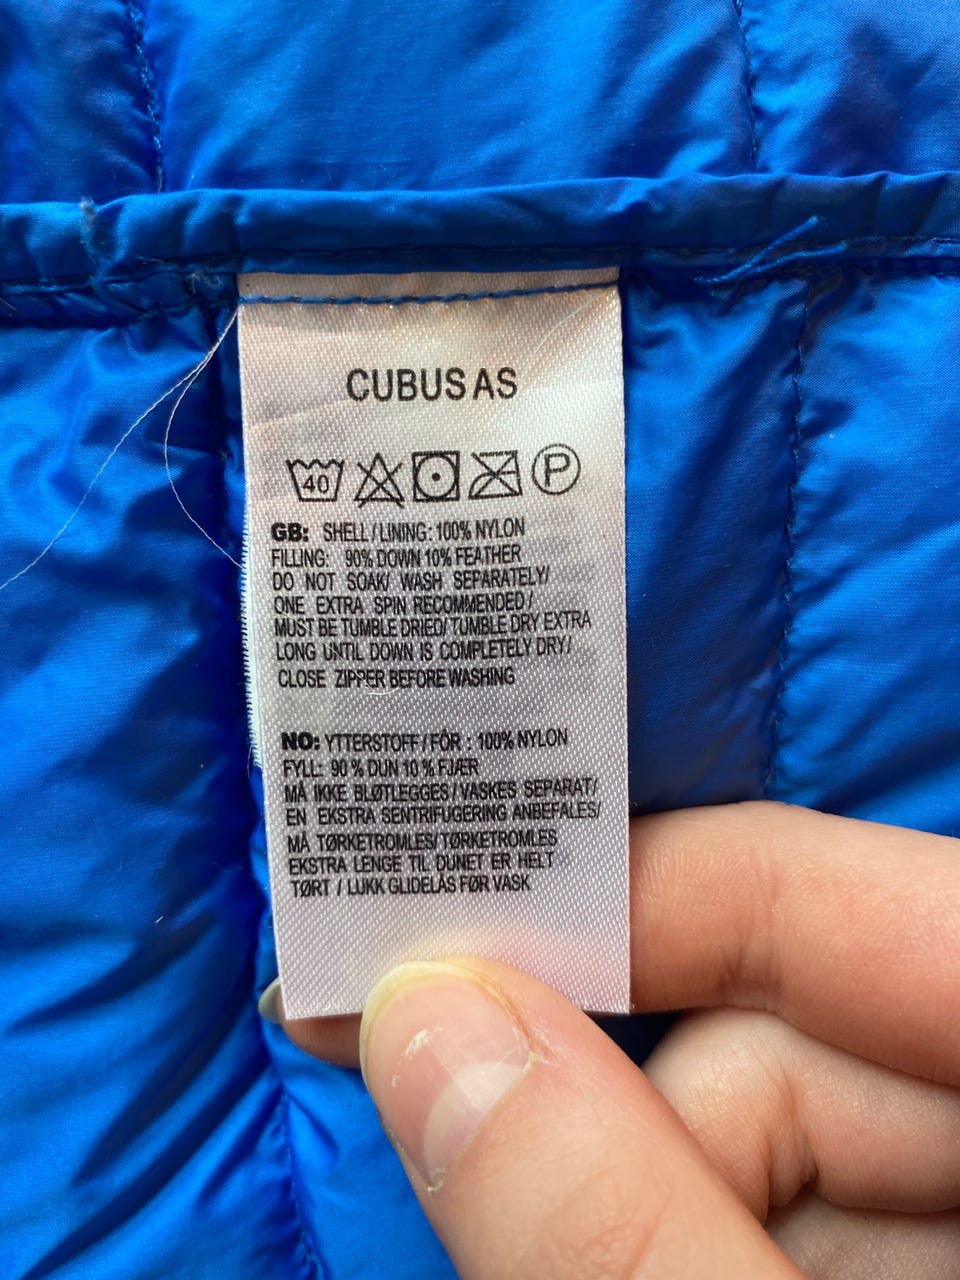 CUBUS AS
40 P
GB: SHELL / LINING: 100% NYLON
FILLING: 90% DOWN 10% FEATHER
DO NOT SOAK/ WASH SEPARATELY/
ONE EXTRA SPIN RECOMMENDED /
MUST BE TUMBLE DRIED/ TUMBLE DRY EXTRA
LONG UNTIL DOWN IS COMPLETELY DRY/
CLOSE ZIPPER BEFORE WASHING
NO: YTTERSTOFF / FÓR : 100% NYLON
FYLL: 90 % DUN 10 % FJÆR
MÅ IKKE BLØTLEGGES / VASKES SEPARAT/
EN EKSTRA SENTRIFUGERING ANBEFALES/
MÅ TØRKETROMLES/ TØRKETROMLES
EKSTRA LENGE TIL DUNET ER HELT
TØRT / LUKK GLIDELÅS FØR VASK